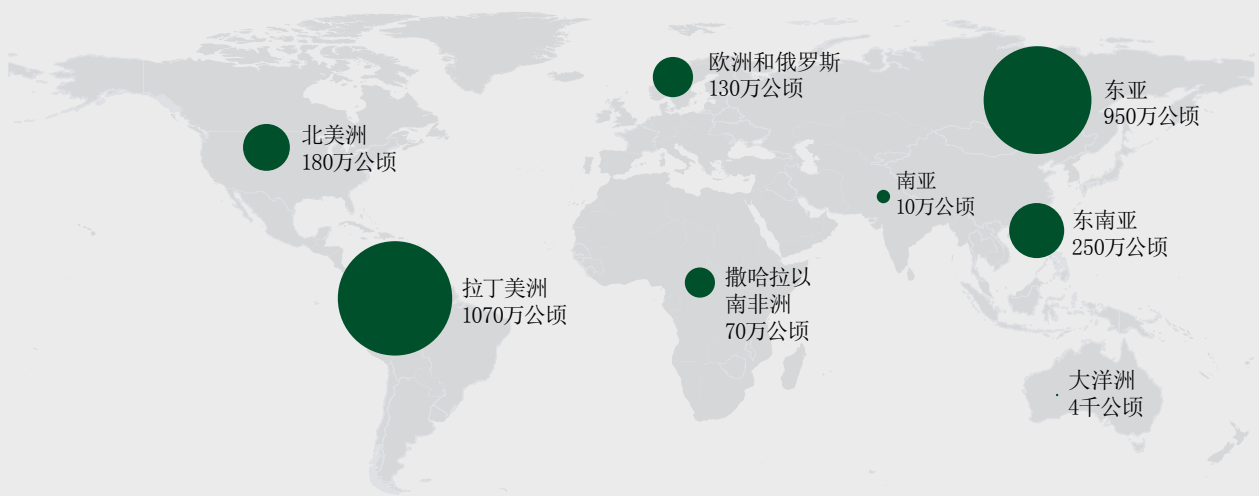 欧洲和俄罗斯
130万公顷
东亚
950万公顷
北美洲
180万公顷
南亚
10万公顷
东南亚
250万公顷
拉丁美洲
1070万公顷
撒哈拉以
南非洲
70万公顷
大洋洲
4千公顷